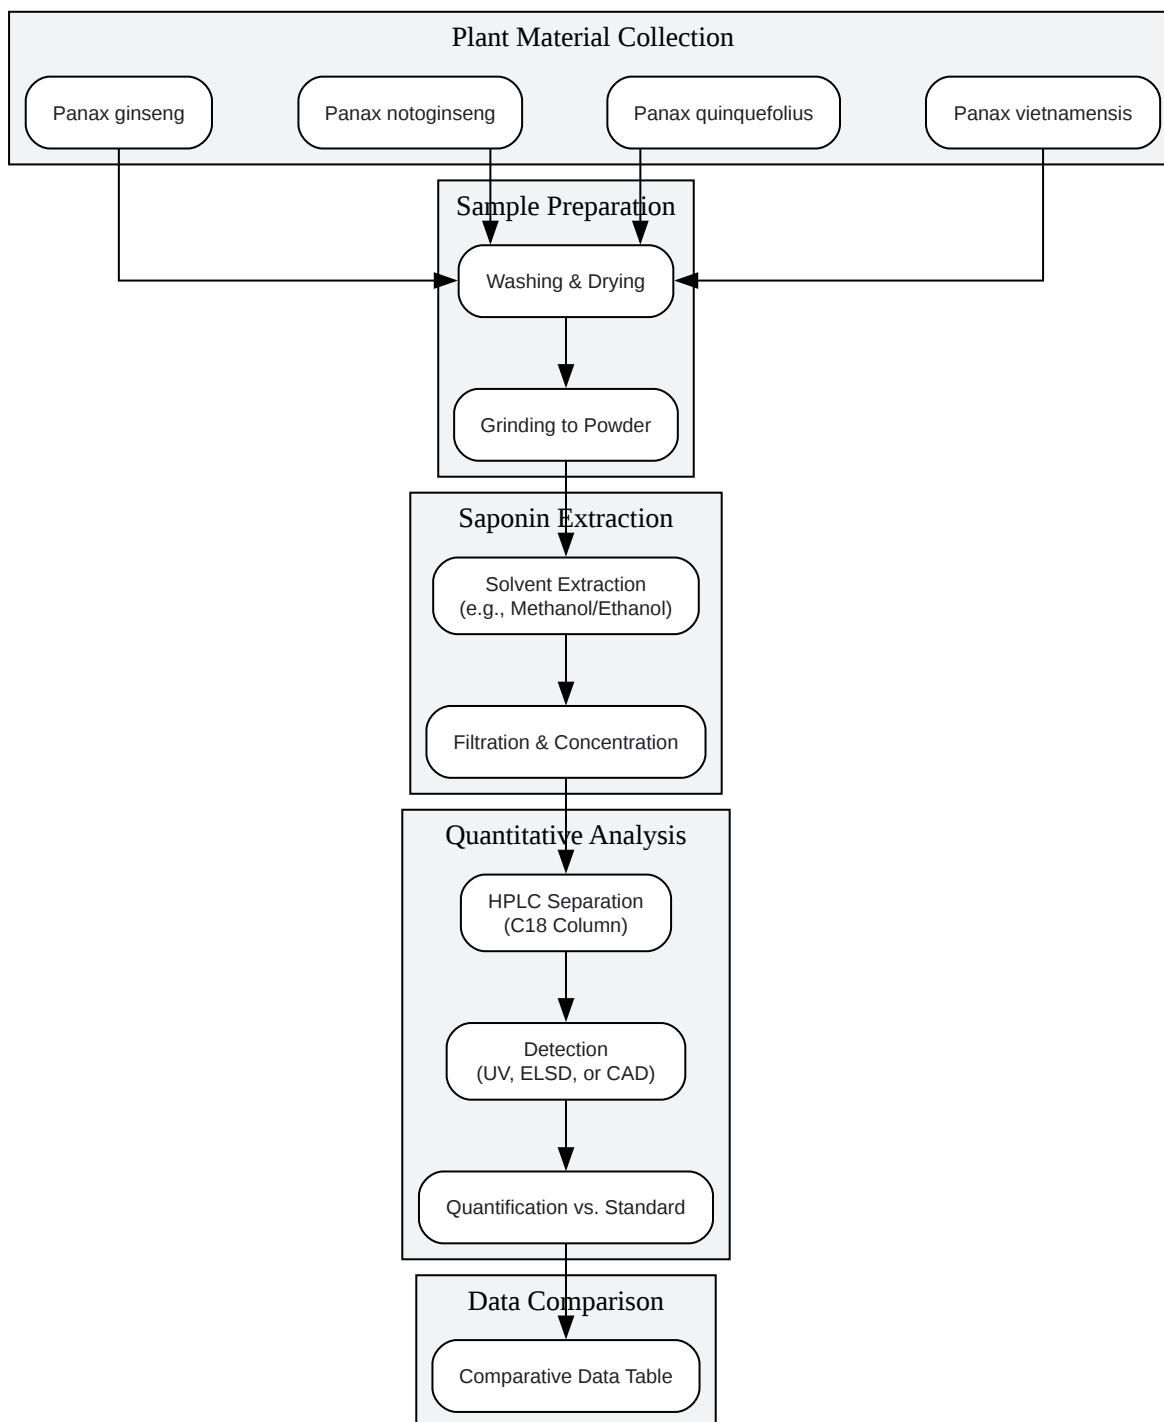 Plant Material Collection
Panax ginseng
Panax notoginseng
Panax quinquefolius
Panax vietnamensis
Sample Preparation
Washing & Drying
Grinding to Powder
Saponin Extraction
Solvent Extraction
(e.g., Methanol/Ethanol)
Filtration & Concentration
Quantitative Analysis
HPLC Separation
(C18 Column)
Detection
(UV, ELSD, or CAD)
Quantification vs. Standard
Data Comparison
Comparative Data Table